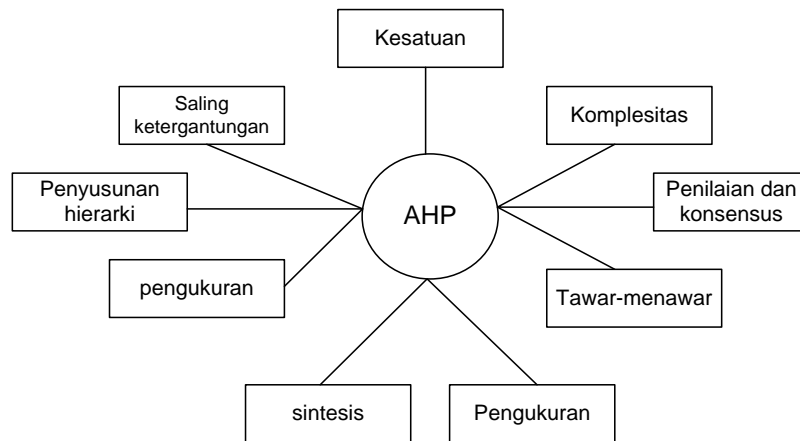 Kesatuan
Saling
ketergantungan
Komplesitas
Penyusunan
hierarki
AHP
Penilaian dan
konsensus
pengukuran
Tawar-menawar
sintesis
Pengukuran